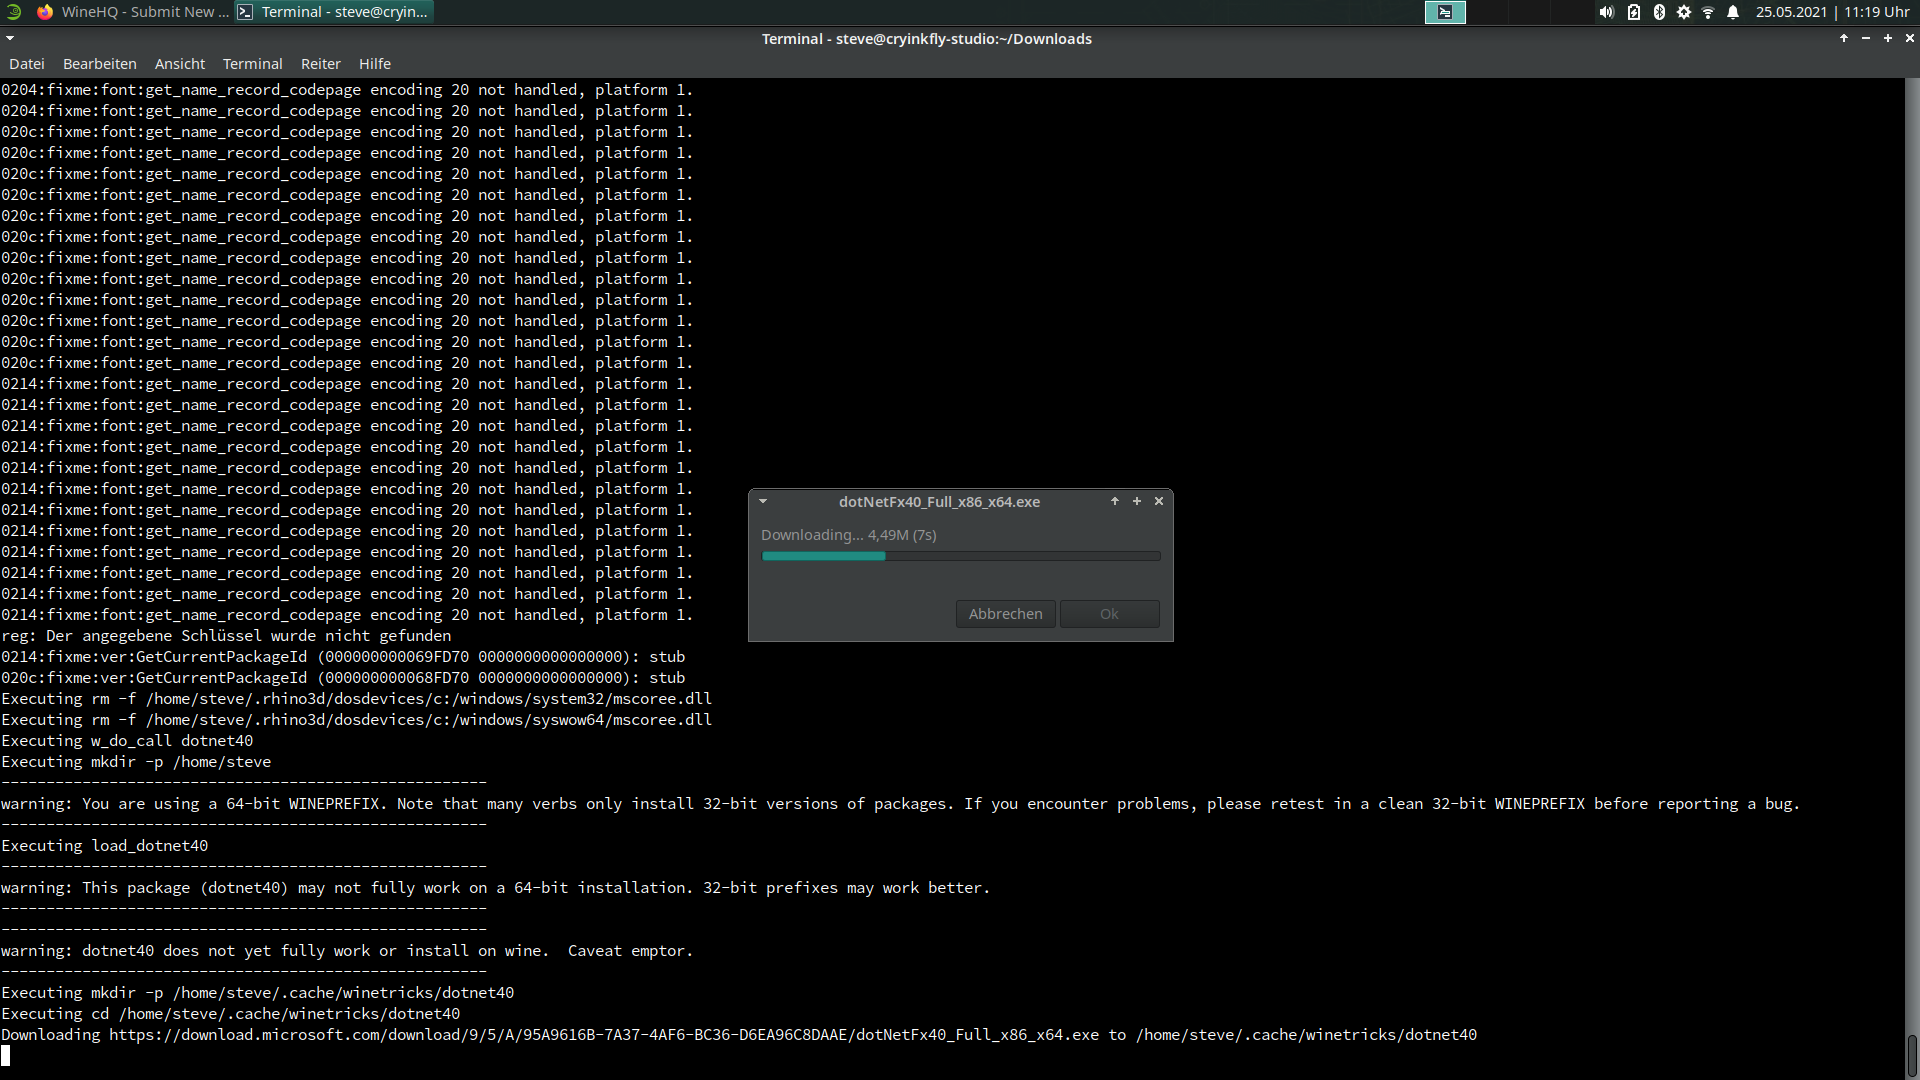 WineHQ - Submit New ...
Terminal - steve@cryin...
25.05.2021 | 11:19 Uhr
Terminal - steve@cryinkfly-studio:~/Downloads
Datei Bearbeiten Ansicht Terminal Reiter Hilfe
0204:fixme:font:get_name_record_codepage encoding 20 not handled, platform 1.
0204:fixme:font:get_name_record_codepage encoding 20 not handled, platform 1.
020c:fixme:font:get_name_record_codepage encoding 20 not handled, platform 1.
020c:fixme:font:get_name_record_codepage encoding 20 not handled, platform 1.
020c:fixme:font:get_name_record_codepage encoding 20 not handled, platform 1.
020c:fixme:font:get_name_record_codepage encoding 20 not handled, platform 1.
020c:fixme:font:get_name_record_codepage encoding 20 not handled, platform 1.
020c:fixme:font:get_name_record_codepage encoding 20 not handled, platform 1.
020c:fixme:font:get_name_record_codepage encoding 20 not handled, platform 1.
020c:fixme:font:get_name_record_codepage encoding 20 not handled, platform 1.
020c:fixme:font:get_name_record_codepage encoding 20 not handled, platform 1.
020c:fixme:font:get_name_record_codepage encoding 20 not handled, platform 1.
020c:fixme:font:get_name_record_codepage encoding 20 not handled, platform 1.
020c:fixme:font:get_name_record_codepage encoding 20 not handled, platform 1.
0214:fixme:font:get_name_record_codepage encoding 20 not handled, platform 1.
0214:fixme:font:get_name_record_codepage encoding 20 not handled, platform 1.
0214:fixme:font:get_name_record_codepage encoding 20 not handled, platform 1.
0214:fixme:font:get_name_record_codepage encoding 20 not handled, platform 1.
0214:fixme:font:get_name_record_codepage encoding 20 not handled, platform 1.
0214:fixme:font:get_name_record_codepage encoding 20 not handled, platform 1.
0214:fixme:font:get_name_record_codepage encoding 20 not handled, platform 1.
0214:fixme:font:get_name_record_codepage encoding 20 not handled, platform 1.
0214:fixme:font:get_name_record_codepage encoding 20 not handled, platform 1.
0214:fixme:font:get_name_record_codepage encoding 20 not handled, platform 1.
0214:fixme:font:get_name_record_codepage encoding 20 not handled, platform 1.
0214:fixme:font:get_name_record_codepage encoding 20 not handled, platform 1.
reg: Der angegebene Schlüssel wurde nicht gefunden
0214:fixme:ver:GetCurrentPackageId (000000000069FD70 0000000000000000): stub
020c:fixme:ver:GetCurrentPackageId (000000000068FD70 0000000000000000): stub
Executing rm -f /home/steve/.rhino3d/dosdevices/c:/windows/system32/mscoree.dll
Executing rm -f /home/steve/.rhino3d/dosdevices/c:/windows/syswow64/mscoree.dll
Executing w_do_call dotnet40
Executing mkdir -p /home/steve
------------------------------------------------------
warning: You are using a 64-bit WINEPREFIX. Note that many verbs only install 32-bit versions of packages. If you encounter problems, please retest in a clean 32-bit WINEPREFIX before reporting a bug.
------------------------------------------------------
Executing load_dotnet40
------------------------------------------------------
warning: This package (dotnet40) may not fully work on a 64-bit installation. 32-bit prefixes may work better.
------------------------------------------------------
------------------------------------------------------
warning: dotnet40 does not yet fully work or install on wine.  Caveat emptor.
------------------------------------------------------
Executing mkdir -p /home/steve/.cache/winetricks/dotnet40
Executing cd /home/steve/.cache/winetricks/dotnet40
Downloading https://download.microsoft.com/download/9/5/A/95A9616B-7A37-4AF6-BC36-D6EA96C8DAAE/dotNetFx40_Full_x86_x64.exe to /home/steve/.cache/winetricks/dotnet40
dotNetFx40_Full_x86_x64.exe
Downloading... 4,49M (7s)
Abbrechen Ok